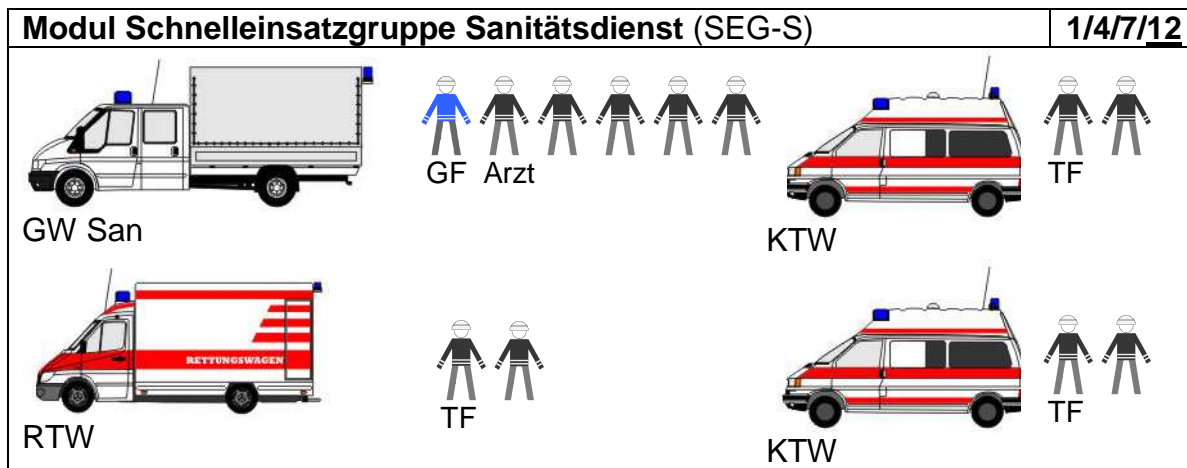 Modul Schnelleinsatzgruppe Sanitätsdienst (SEG-S) 1/4/7/12
GF Arzt
TF
GW San
KTW
RETTUNGSWAGEN
TF
TF
RTW
KTW